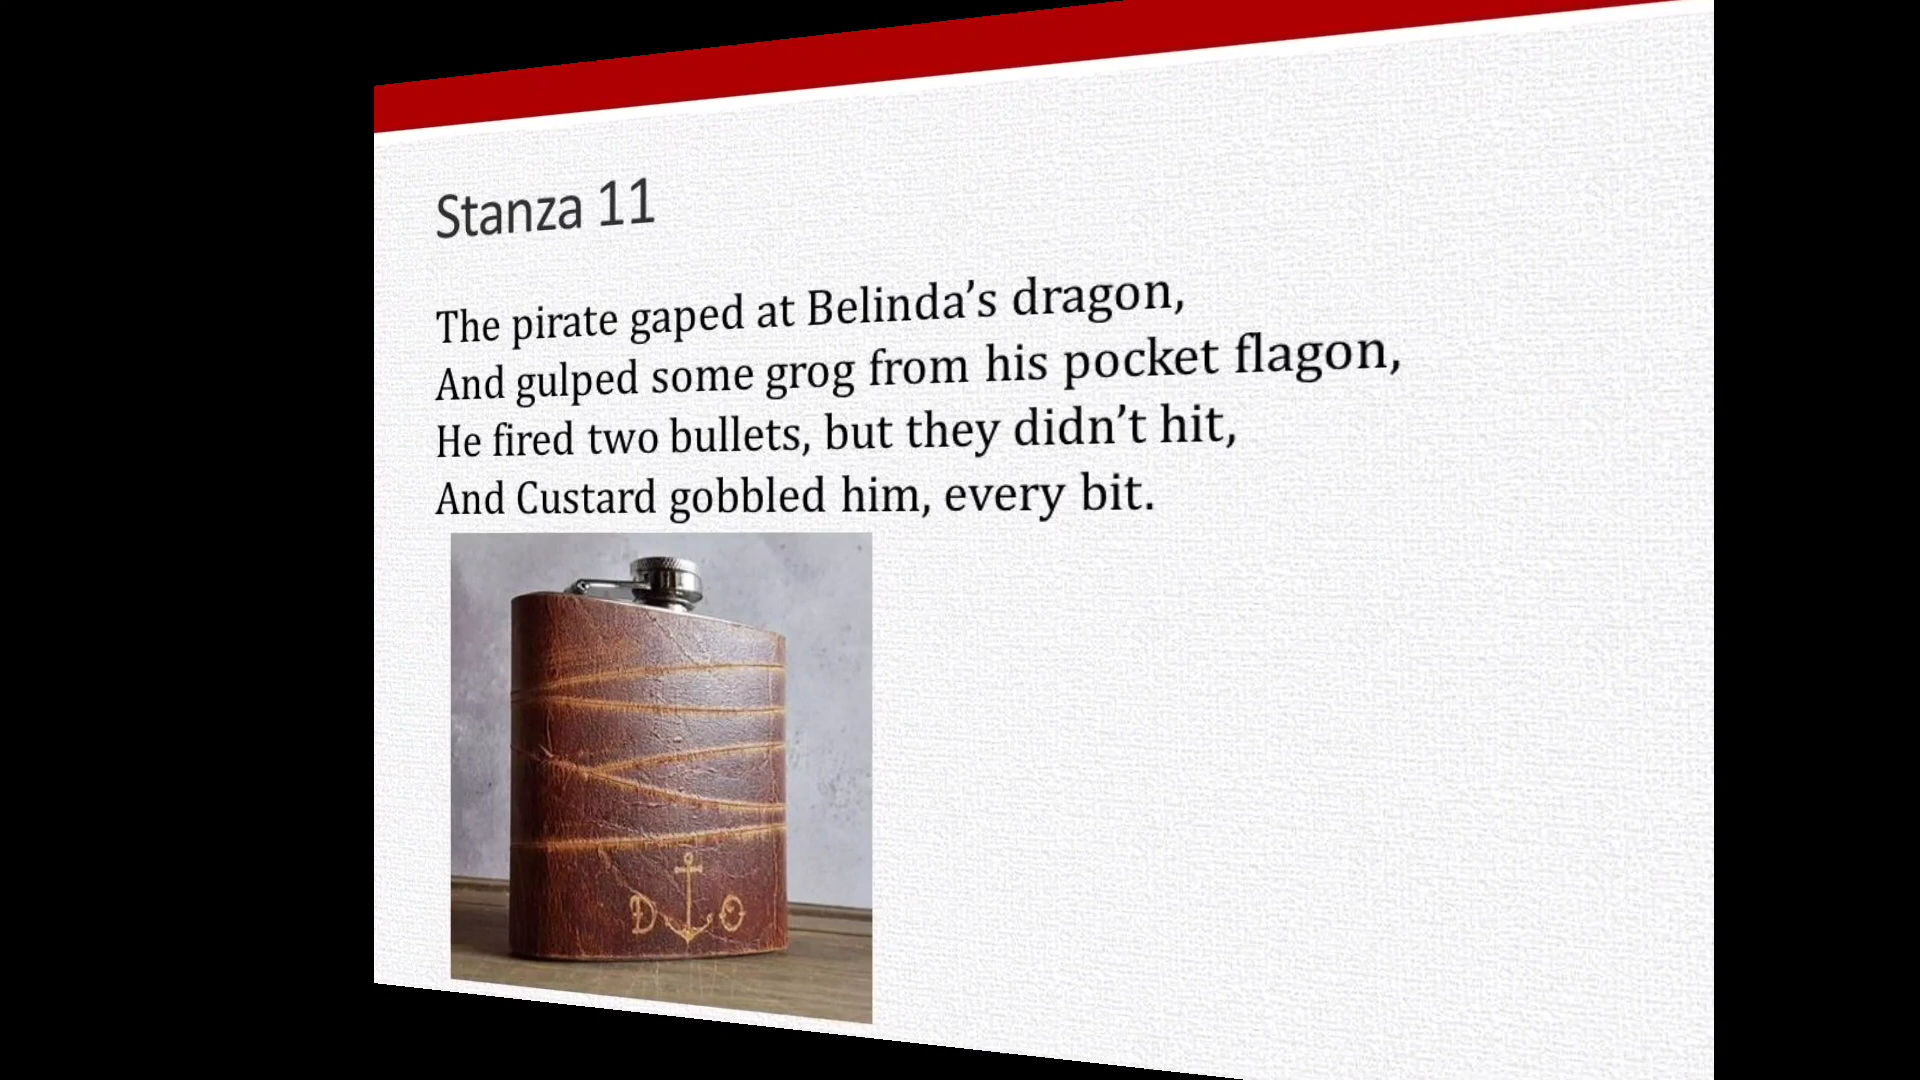 Stanza 11
The pirate gaped at Belinda’s dragon,
And gulped some grog from his pocket flagon,
He fired two bullets, but they didn’t hit,
And Custard gobbled him, every bit.
D O